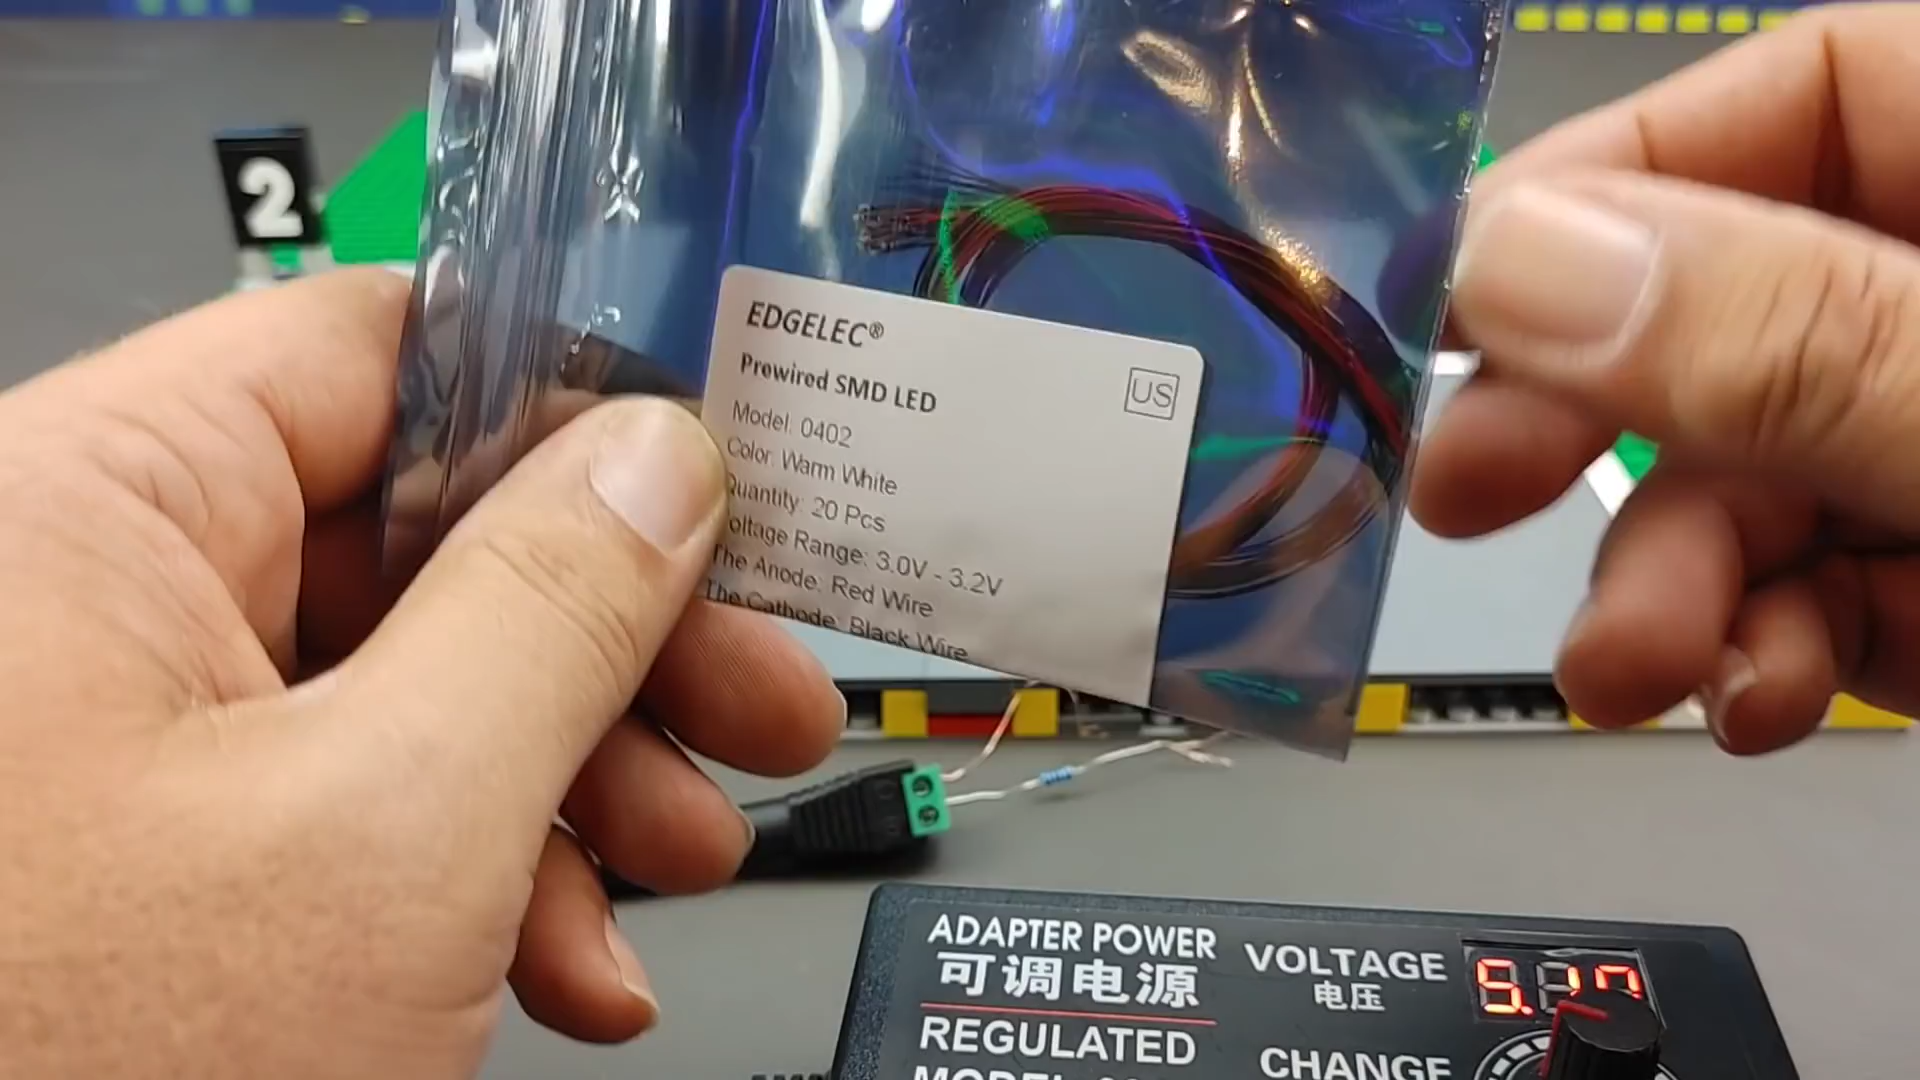 2
EDGELEC®
Prewired SMD LED
US
Model: 0402
Color: Warm White
Quantity: 20 Pcs
Voltage Range: 3.0V - 3.2V
The Anode: Red Wire
The Cathode: Black Wire
ADAPTER POWER
可调电源
REGULATED
VOLTAGE
电压
CHANGE